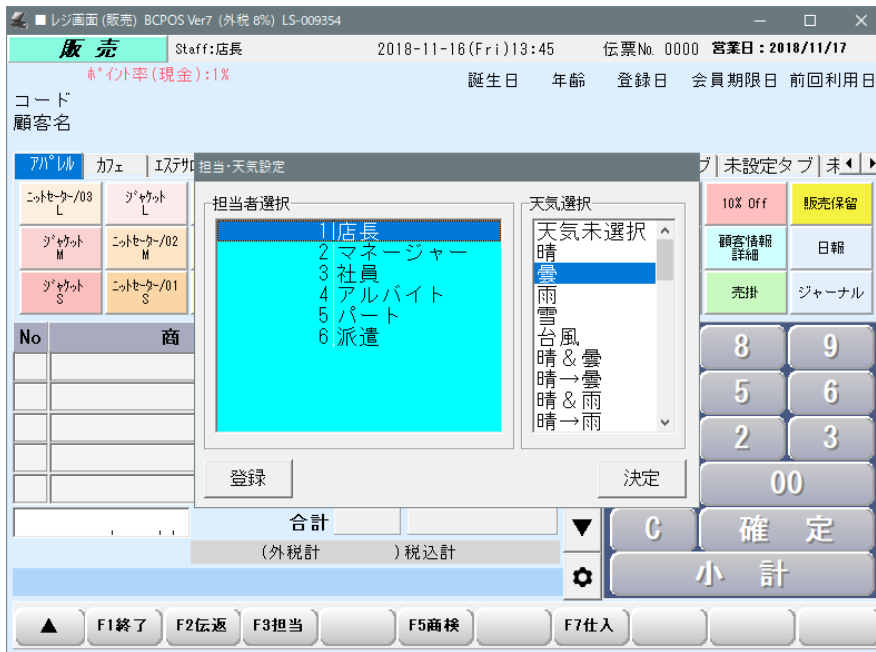 ■ レジ画面 (販売) BCPOS Ver7 (外税 8%) LS-009354
販 売 Staff:店長 2018-11-16(Fri)13:45 伝票№ 0000 営業日：2018/11/17
ﾎﾟｲﾝﾄ率(現金):1% 誕生日 年齢 登録日 会員期限日 前回利用日
コード
顧客名
ｱﾊﾟﾚﾙ ｶﾌｪ ｴｽﾃｻﾛ ブ 未設定タブ 未
担当･天気設定
ﾆｯﾄｾｰﾀｰ/03 L ｼﾞｬｹｯﾄ L 10% Off 販売保留
ｼﾞｬｹｯﾄ M ﾆｯﾄｾｰﾀｰ/02 M 顧客情報 詳細 日報
ｼﾞｬｹｯﾄ S ﾆｯﾄｾｰﾀｰ/01 S 売掛 ジャーナル
担当者選択
1 店長
2 マネージャー
3 社員
4 アルバイト
5 パート
6 派遣
天気選択
天気未選択
晴
曇
雨
雪
台風
晴＆曇
晴→曇
晴＆雨
晴→雨
登録 決定
No 商
8 9
5 6
2 3
00
合計 ▼ C 確 定
(外税計 )税込計
小 計
▲ F1終了 F2伝返 F3担当 F5商検 F7仕入